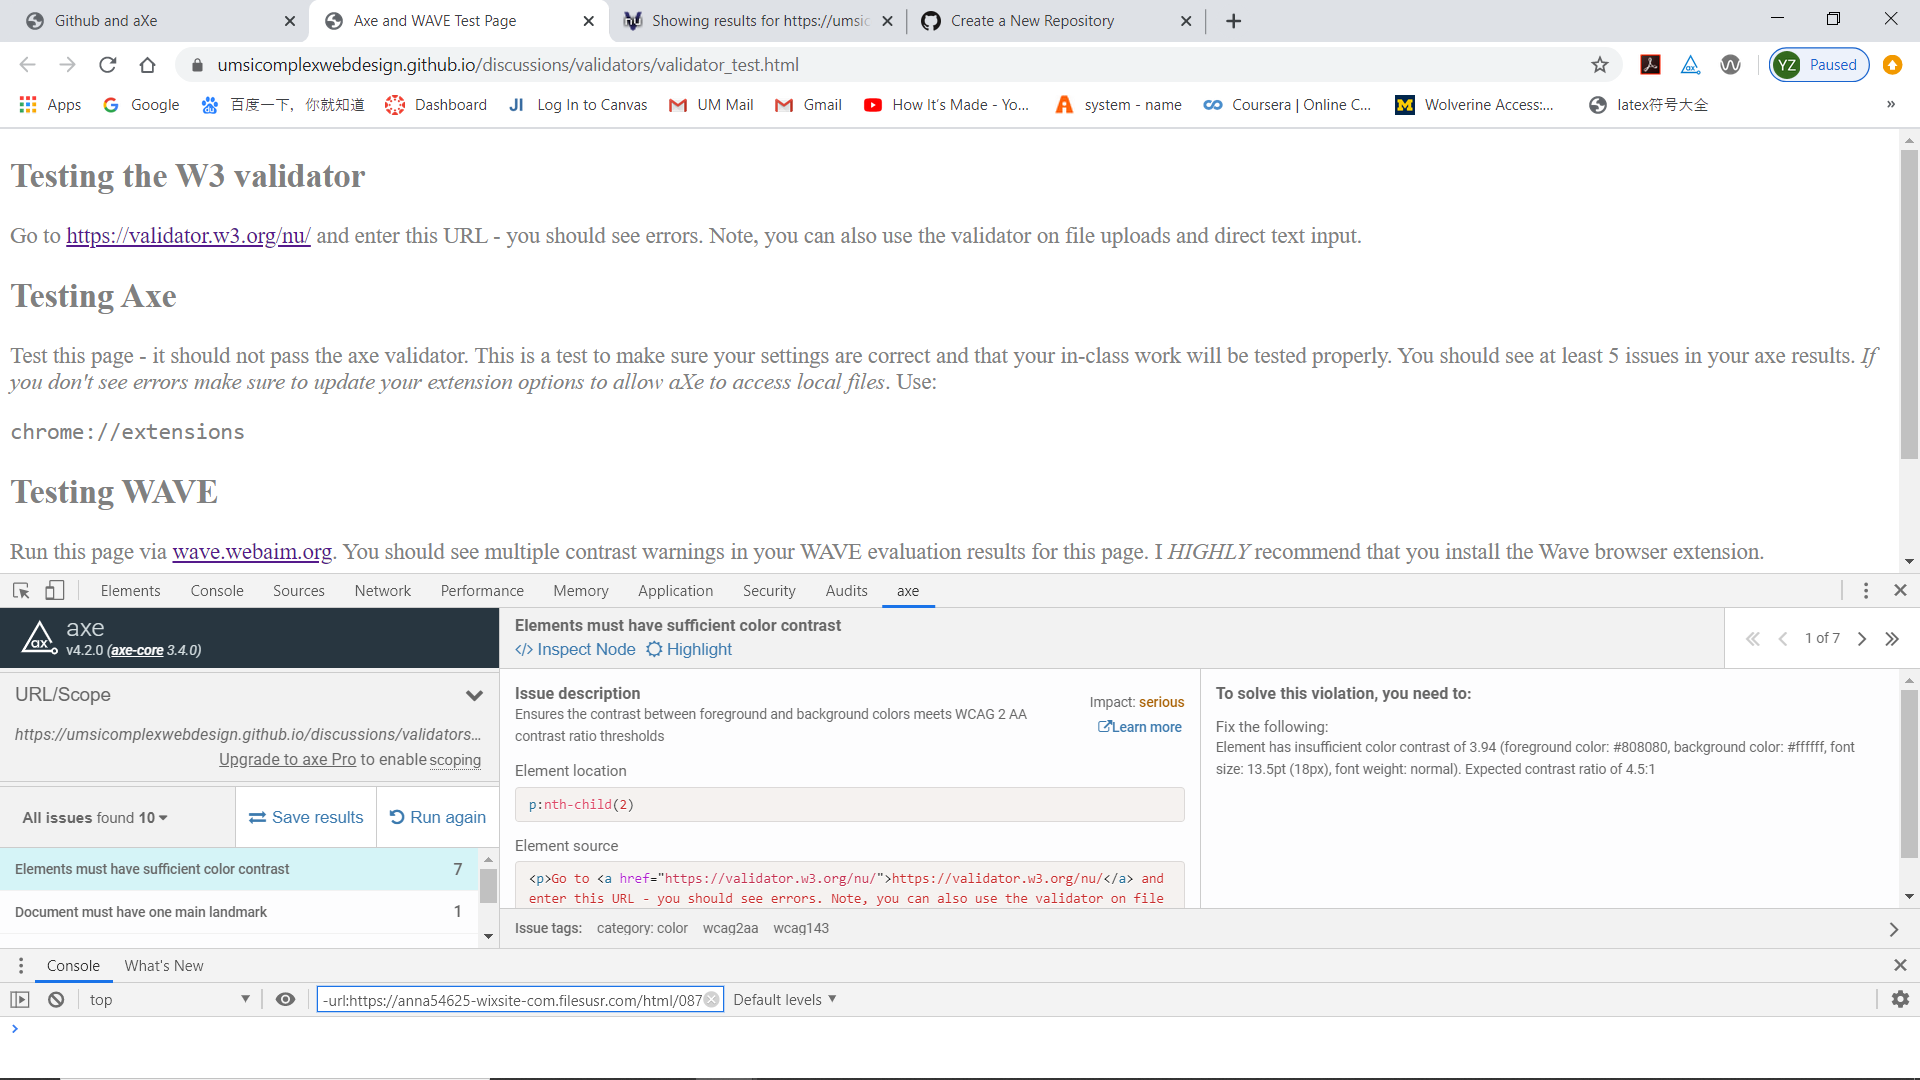 Github and aXe
Axe and WAVE Test Page
Showing results for https://umsic
Create a New Repository
umsicomplexwebdesign.github.io/discussions/validators/validator_test.html
YZ Paused
Apps
Google
百度一下，你就知道
Dashboard
JI Log In to Canvas
UM Mail
Gmail
How It's Made - Yo...
system - name
Coursera | Online C...
Wolverine Access:...
latex符号大全
»
Testing the W3 validator
Go to https://validator.w3.org/nu/ and enter this URL - you should see errors. Note, you can also use the validator on file uploads and direct text input.
Testing Axe
Test this page - it should not pass the axe validator. This is a test to make sure your settings are correct and that your in-class work will be tested properly. You should see at least 5 issues in your axe results. If
you don't see errors make sure to update your extension options to allow aXe to access local files. Use:
chrome://extensions
Testing WAVE
Run this page via wave.webaim.org. You should see multiple contrast warnings in your WAVE evaluation results for this page. I HIGHLY recommend that you install the Wave browser extension.
Elements
Console
Sources
Network
Performance
Memory
Application
Security
Audits
axe
axe
v4.2.0 (axe-core 3.4.0)
URL/Scope
https://umsicomplexwebdesign.github.io/discussions/validators...
Upgrade to axe Pro to enable scoping
All issues found 10
Save results
Run again
Elements must have sufficient color contrast 7
Document must have one main landmark 1
Elements must have sufficient color contrast
</> Inspect Node Highlight
1 of 7
Issue description
Impact: serious
Ensures the contrast between foreground and background colors meets WCAG 2 AA
contrast ratio thresholds
Learn more
Element location
p:nth-child(2)
Element source
<p>Go to <a href="https://validator.w3.org/nu/">https://validator.w3.org/nu/</a> and
enter this URL - you should see errors. Note, you can also use the validator on file
To solve this violation, you need to:
Fix the following:
Element has insufficient color contrast of 3.94 (foreground color: #808080, background color: #ffffff, font
size: 13.5pt (18px), font weight: normal). Expected contrast ratio of 4.5:1
Issue tags: category: color wcag2aa wcag143
Console
What's New
top
-url:https://anna54625-wixsite-com.filesusr.com/html/087
Default levels